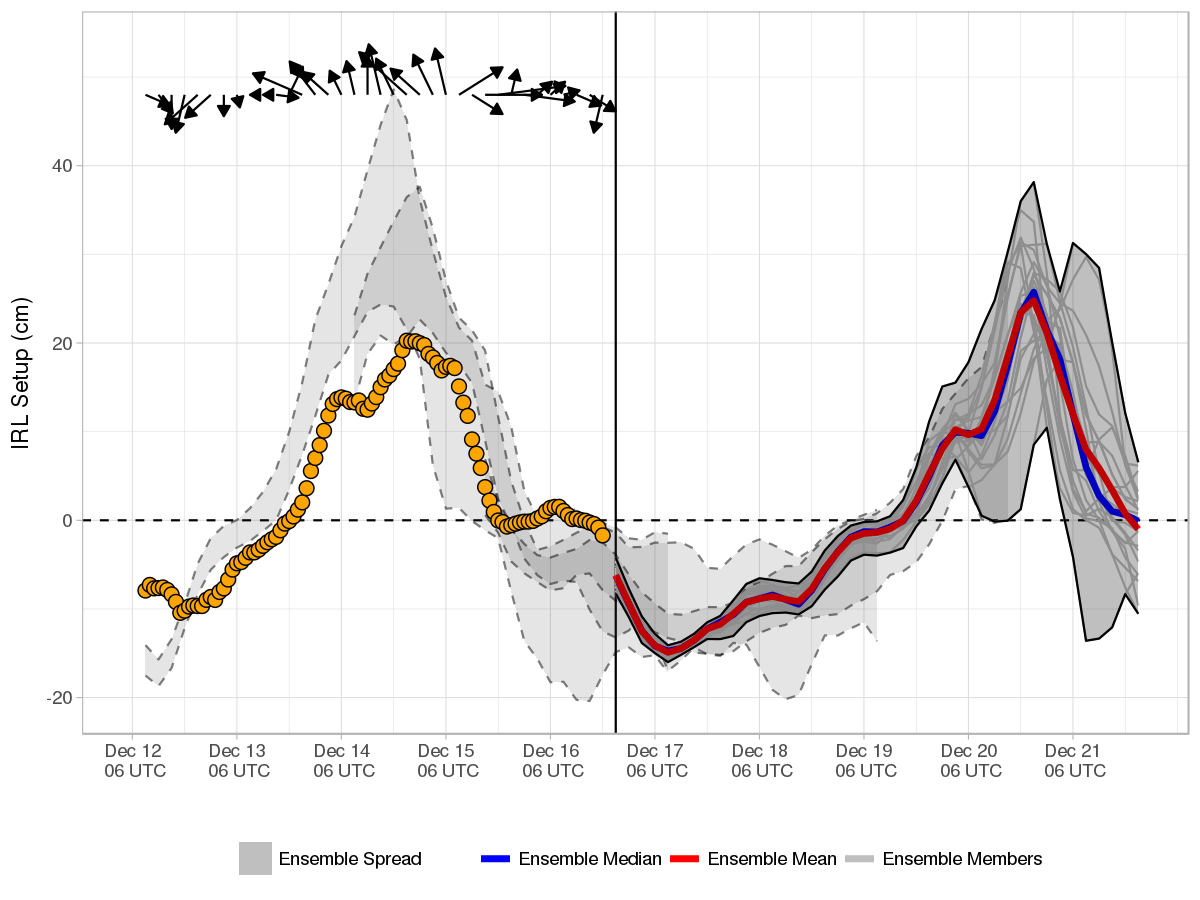 IRL Setup (cm)
40
20
0
-20
Dec 12 Dec 13 Dec 14 Dec 15 Dec 16 Dec 17 Dec 18 Dec 19 Dec 20 Dec 21
06 UTC 06 UTC 06 UTC 06 UTC 06 UTC 06 UTC 06 UTC 06 UTC 06 UTC 06 UTC
Ensemble Spread Ensemble Median Ensemble Mean Ensemble Members